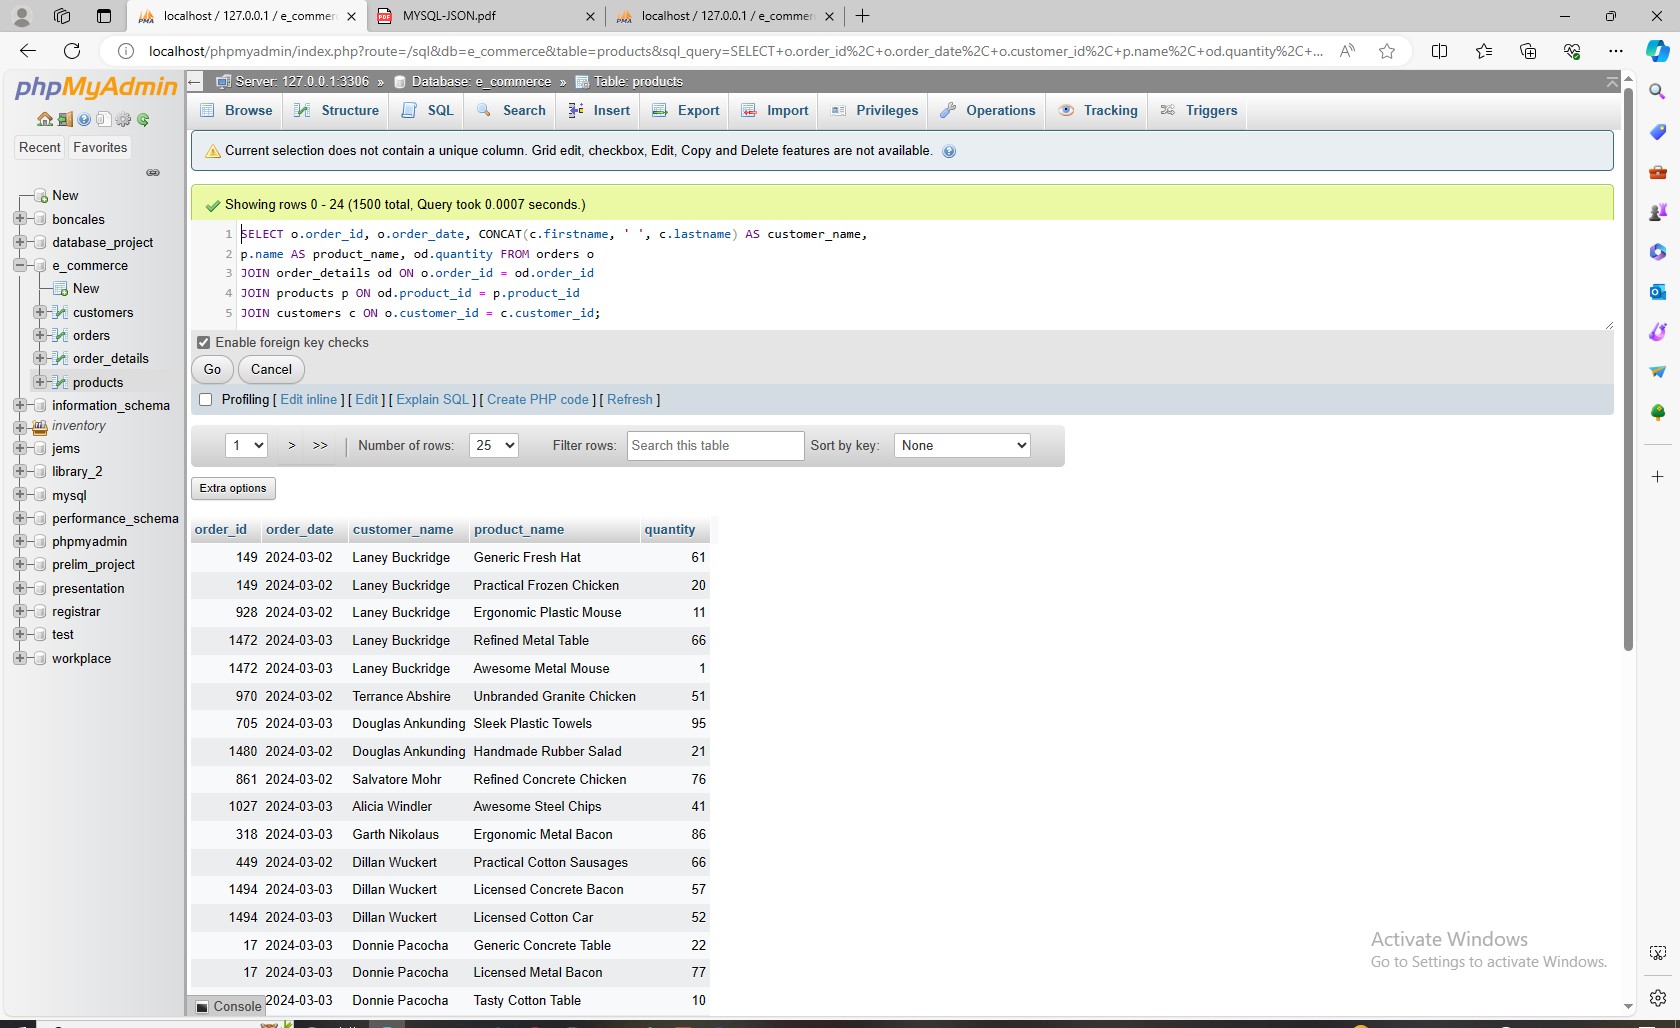 localhost / 127.0.0.1 / e_commer
MYSQL-JSON.pdf
localhost / 127.0.0.1 / e_commer
localhost/phpmyadmin/index.php?route=/sql&db=e_commerce&table=products&sql_query=SELECT+o.order_id%2C+o.order_date%2C+o.customer_id%2C+p.name%2C+od.quantity%2C+...
phpMyAdmin
Recent Favorites
New
boncales
database_project
e_commerce
New
customers
orders
order_details
products
information_schema
inventory
jems
library_2
mysql
performance_schema
phpmyadmin
prelim_project
presentation
registrar
test
workplace
Server: 127.0.0.1:3306 » Database: e_commerce » Table: products
Browse Structure SQL Search Insert Export Import Privileges Operations Tracking Triggers
Current selection does not contain a unique column. Grid edit, checkbox, Edit, Copy and Delete features are not available.
Showing rows 0 - 24 (1500 total, Query took 0.0007 seconds.)
1 SELECT o.order_id, o.order_date, CONCAT(c.firstname, ' ', c.lastname) AS customer_name,
2 p.name AS product_name, od.quantity FROM orders o
3 JOIN order_details od ON o.order_id = od.order_id
4 JOIN products p ON od.product_id = p.product_id
5 JOIN customers c ON o.customer_id = c.customer_id;
Enable foreign key checks
Go Cancel
Profiling [ Edit inline ] [ Edit ] [ Explain SQL ] [ Create PHP code ] [ Refresh ]
1 > >> | Number of rows: 25 Filter rows: Search this table Sort by key: None
Extra options
order_id order_date customer_name product_name quantity
149 2024-03-02 Laney Buckridge Generic Fresh Hat 61
149 2024-03-02 Laney Buckridge Practical Frozen Chicken 20
928 2024-03-02 Laney Buckridge Ergonomic Plastic Mouse 11
1472 2024-03-03 Laney Buckridge Refined Metal Table 66
1472 2024-03-03 Laney Buckridge Awesome Metal Mouse 1
970 2024-03-02 Terrance Abshire Unbranded Granite Chicken 51
705 2024-03-03 Douglas Ankunding Sleek Plastic Towels 95
1480 2024-03-02 Douglas Ankunding Handmade Rubber Salad 21
861 2024-03-02 Salvatore Mohr Refined Concrete Chicken 76
1027 2024-03-03 Alicia Windler Awesome Steel Chips 41
318 2024-03-03 Garth Nikolaus Ergonomic Metal Bacon 86
449 2024-03-02 Dillan Wuckert Practical Cotton Sausages 66
1494 2024-03-03 Dillan Wuckert Licensed Concrete Bacon 57
1494 2024-03-03 Dillan Wuckert Licensed Cotton Car 52
17 2024-03-03 Donnie Pacocha Generic Concrete Table 22
17 2024-03-03 Donnie Pacocha Licensed Metal Bacon 77
2024-03-03 Donnie Pacocha Tasty Cotton Table 10
Console
Activate Windows
Go to Settings to activate Windows.